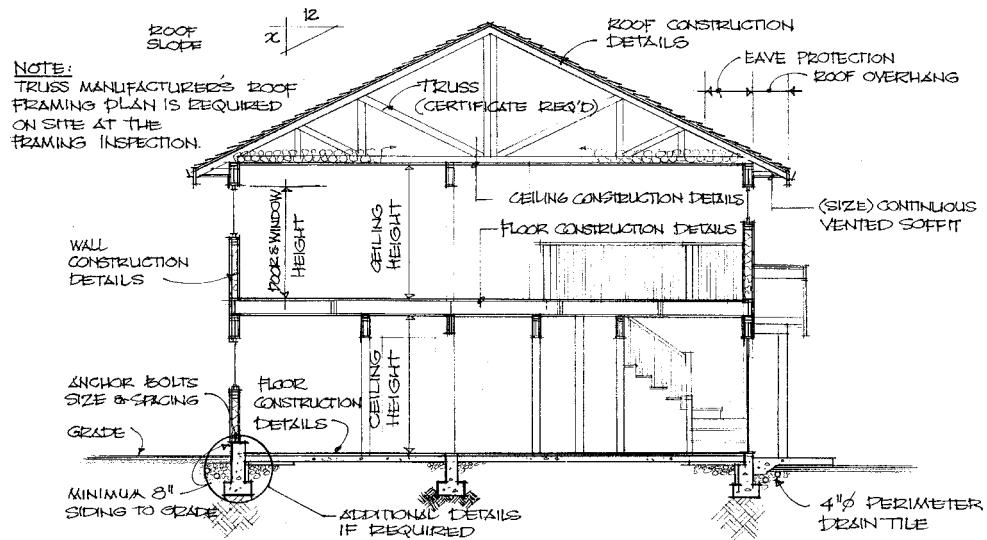 ROOF SLOPE
12
X
ROOF CONSTRUCTION
DETAILS
EAVE PROTECTION
ROOF OVERHANG
NOTE:
TRUSS MANUFACTURER'S ROOF
FRAMING PLAN IS REQUIRED
ON SITE AT THE
FRAMING INSPECTION.
TRUSS
(CERTIFICATE REQ'D)
CEILING CONSTRUCTION DETAILS
(SIZE) CONTINUOUS
VENTED SOFFIT
FLOOR CONSTRUCTION DETAILS
DOOR & WINDOW
HEIGHT
CEILING
HEIGHT
WALL
CONSTRUCTION
DETAILS
CEILING
HEIGHT
ANCHOR BOLTS
SIZE & SPACING
FLOOR
CONSTRUCTION
DETAILS
GRADE
MINIMUM 8"
SIDING TO GRADE
ADDITIONAL DETAILS
IF REQUIRED
4"Ø PERIMETER
DRAIN TILE